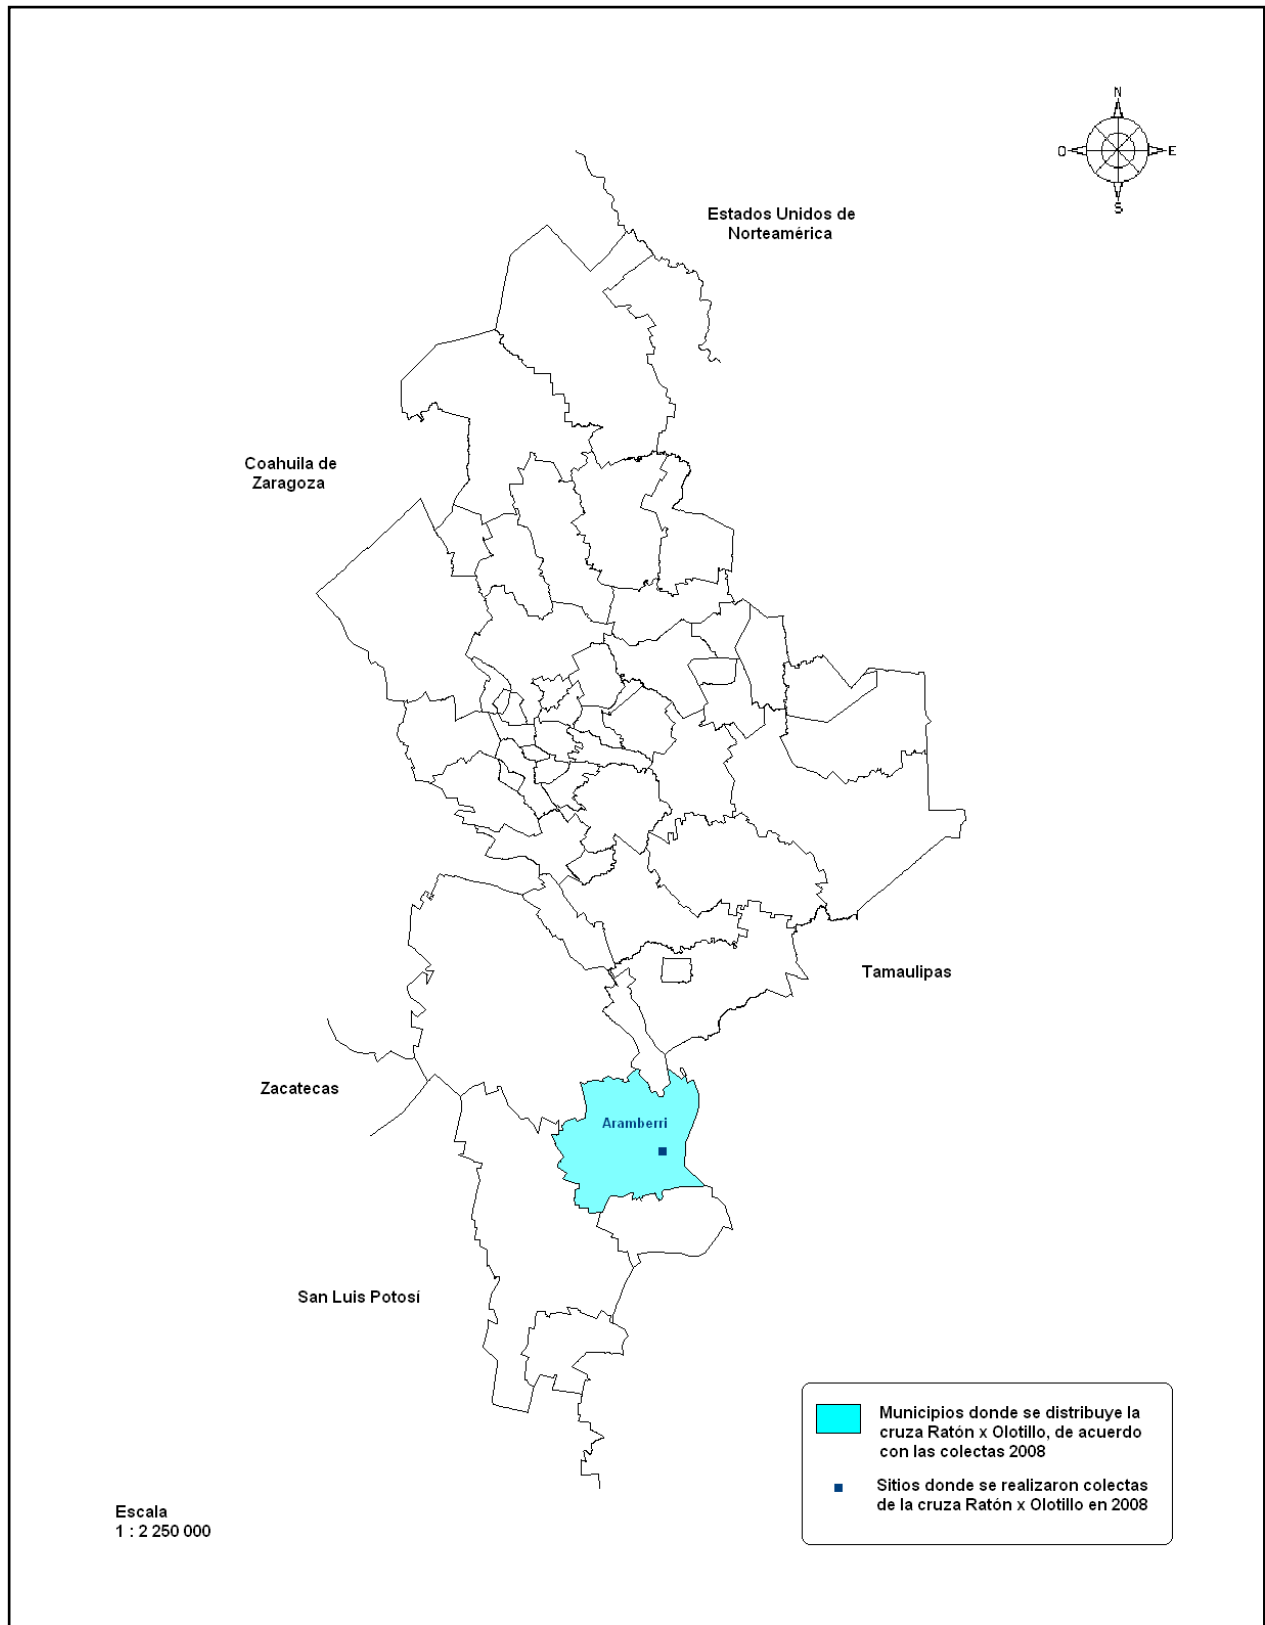 N
O
E
S
Estados Unidos de
Norteamérica
Coahuila de
Zaragoza
Tamaulipas
Zacatecas
Aramberri
San Luis Potosí
Municipios donde se distribuye la
cruza Ratón x Olotillo, de acuerdo
con las colectas 2008
Sitios donde se realizaron colectas
de la cruza Ratón x Olotillo en 2008
Escala
1 : 2 250 000